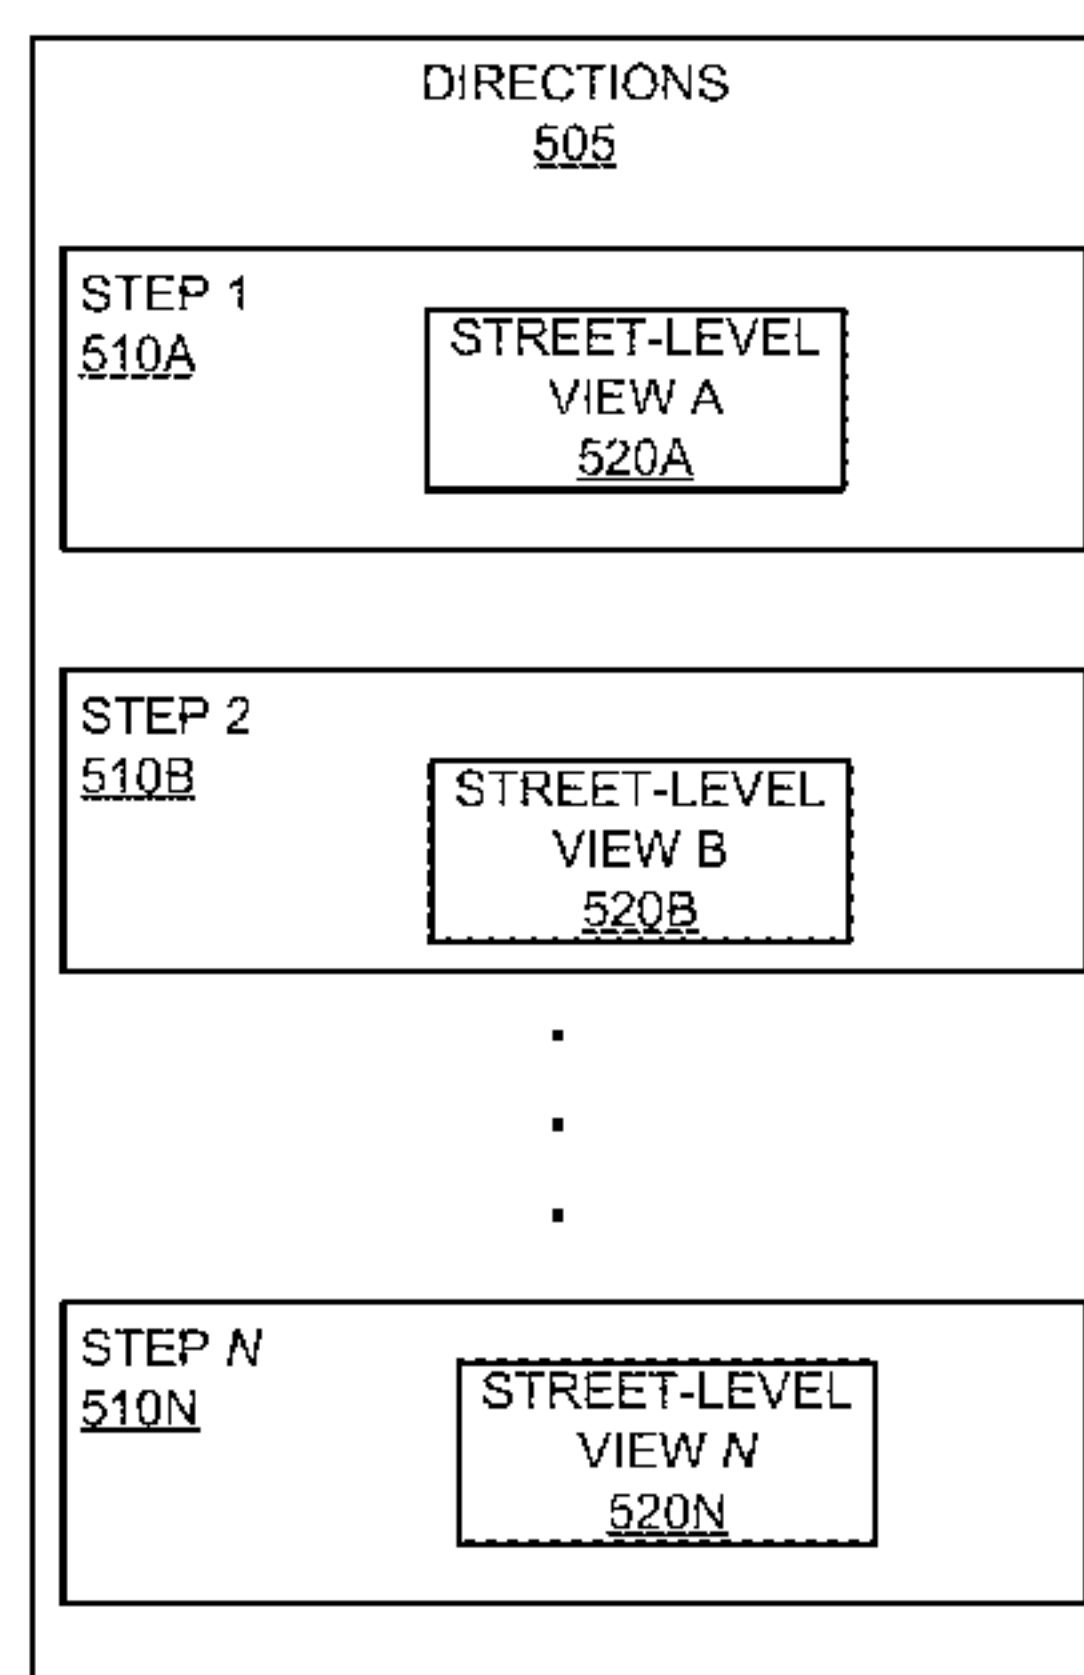 DIRECTIONS
505
STEP 1
510A
STREET-LEVEL
VIEW A
520A
STEP 2
510B
STREET-LEVEL
VIEW B
520B
STEP N
510N
STREET-LEVEL
VIEW N
520N